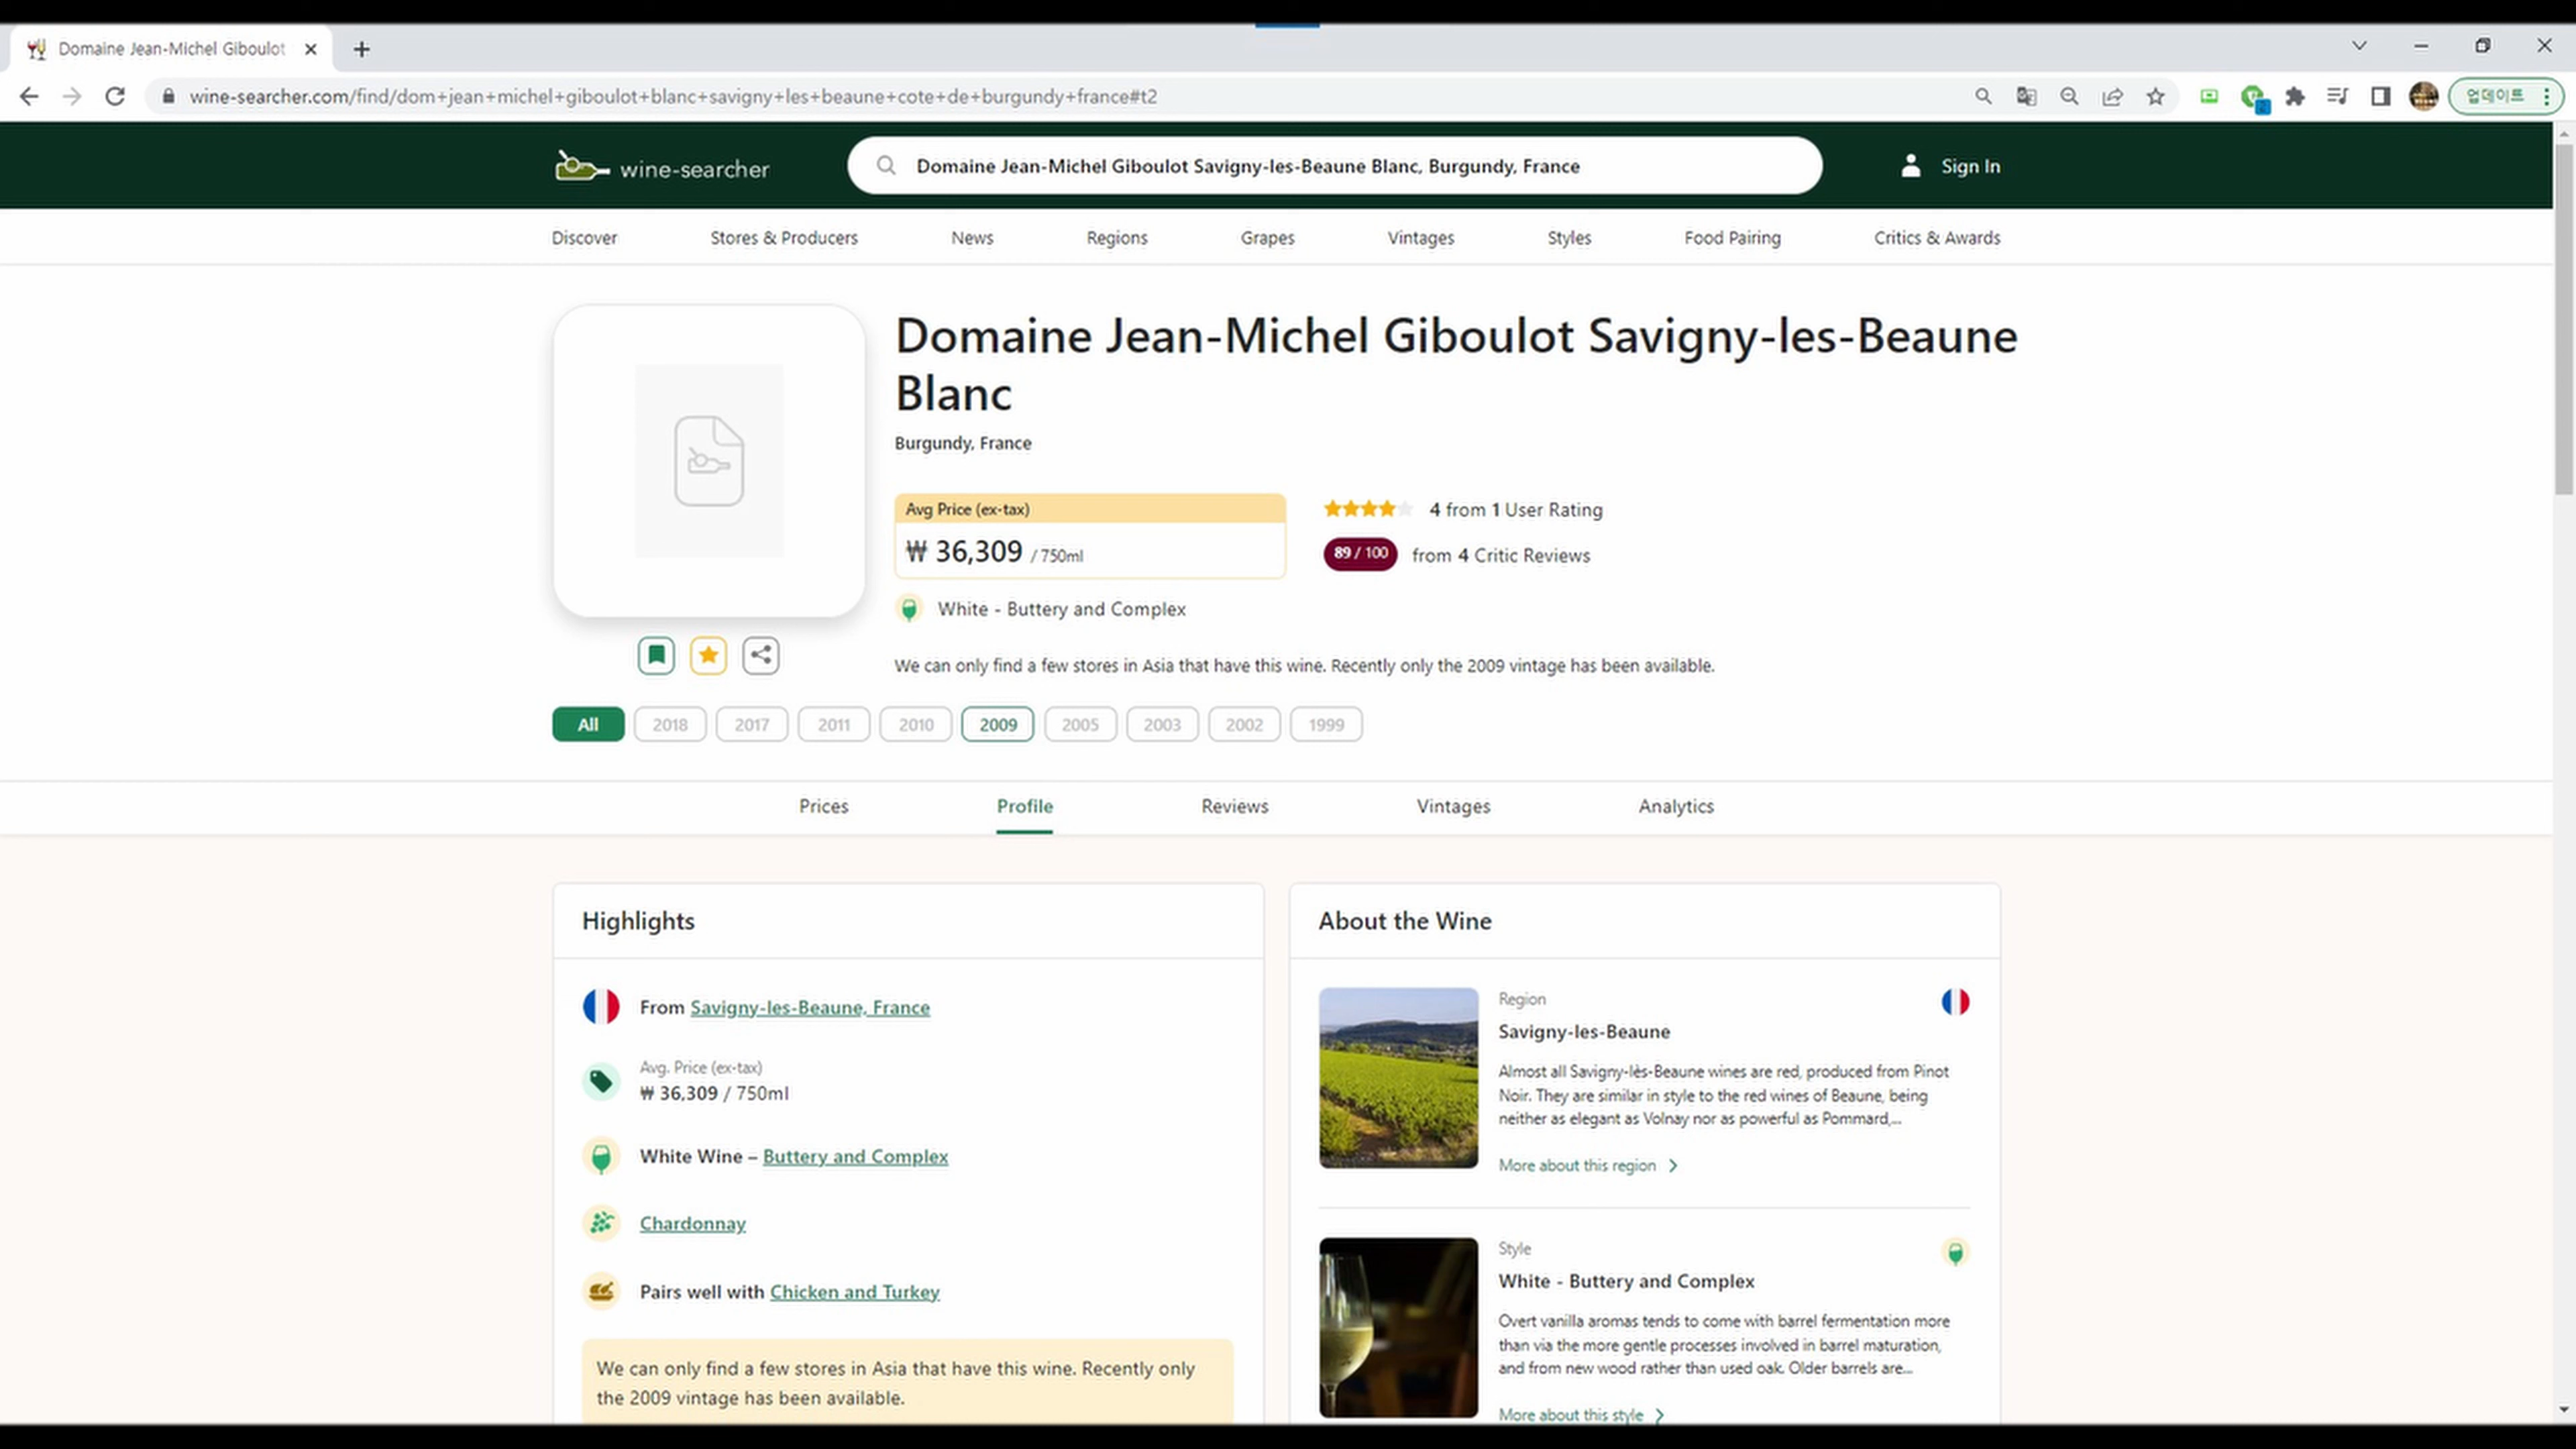 Domaine Jean-Michel Giboulot
wine-searcher.com/find/dom+jean+michel+giboulot+blanc+savigny+les+beaune+cote+de+burgundy+france#t2
업데이트
wine-searcher
Domaine Jean-Michel Giboulot Savigny-les-Beaune Blanc, Burgundy, France
Sign In
Discover
Stores & Producers
News
Regions
Grapes
Vintages
Styles
Food Pairing
Critics & Awards
Domaine Jean-Michel Giboulot Savigny-les-Beaune
Blanc
Burgundy, France
Avg Price (ex-tax)
₩ 36,309 / 750ml
4 from 1 User Rating
89 / 100 from 4 Critic Reviews
White - Buttery and Complex
We can only find a few stores in Asia that have this wine. Recently only the 2009 vintage has been available.
All
2018
2017
2011
2010
2009
2005
2003
2002
1999
Prices
Profile
Reviews
Vintages
Analytics
Highlights
From Savigny-les-Beaune, France
Avg. Price (ex-tax)
₩ 36,309 / 750ml
White Wine – Buttery and Complex
Chardonnay
Pairs well with Chicken and Turkey
We can only find a few stores in Asia that have this wine. Recently only
the 2009 vintage has been available.
About the Wine
Region
Savigny-les-Beaune
Almost all Savigny-lès-Beaune wines are red, produced from Pinot
Noir. They are similar in style to the red wines of Beaune, being
neither as elegant as Volnay nor as powerful as Pommard,...
More about this region
Style
White - Buttery and Complex
Overt vanilla aromas tends to come with barrel fermentation more
than via the more gentle processes involved in barrel maturation,
and from new wood rather than used oak. Older barrels are...
More about this style